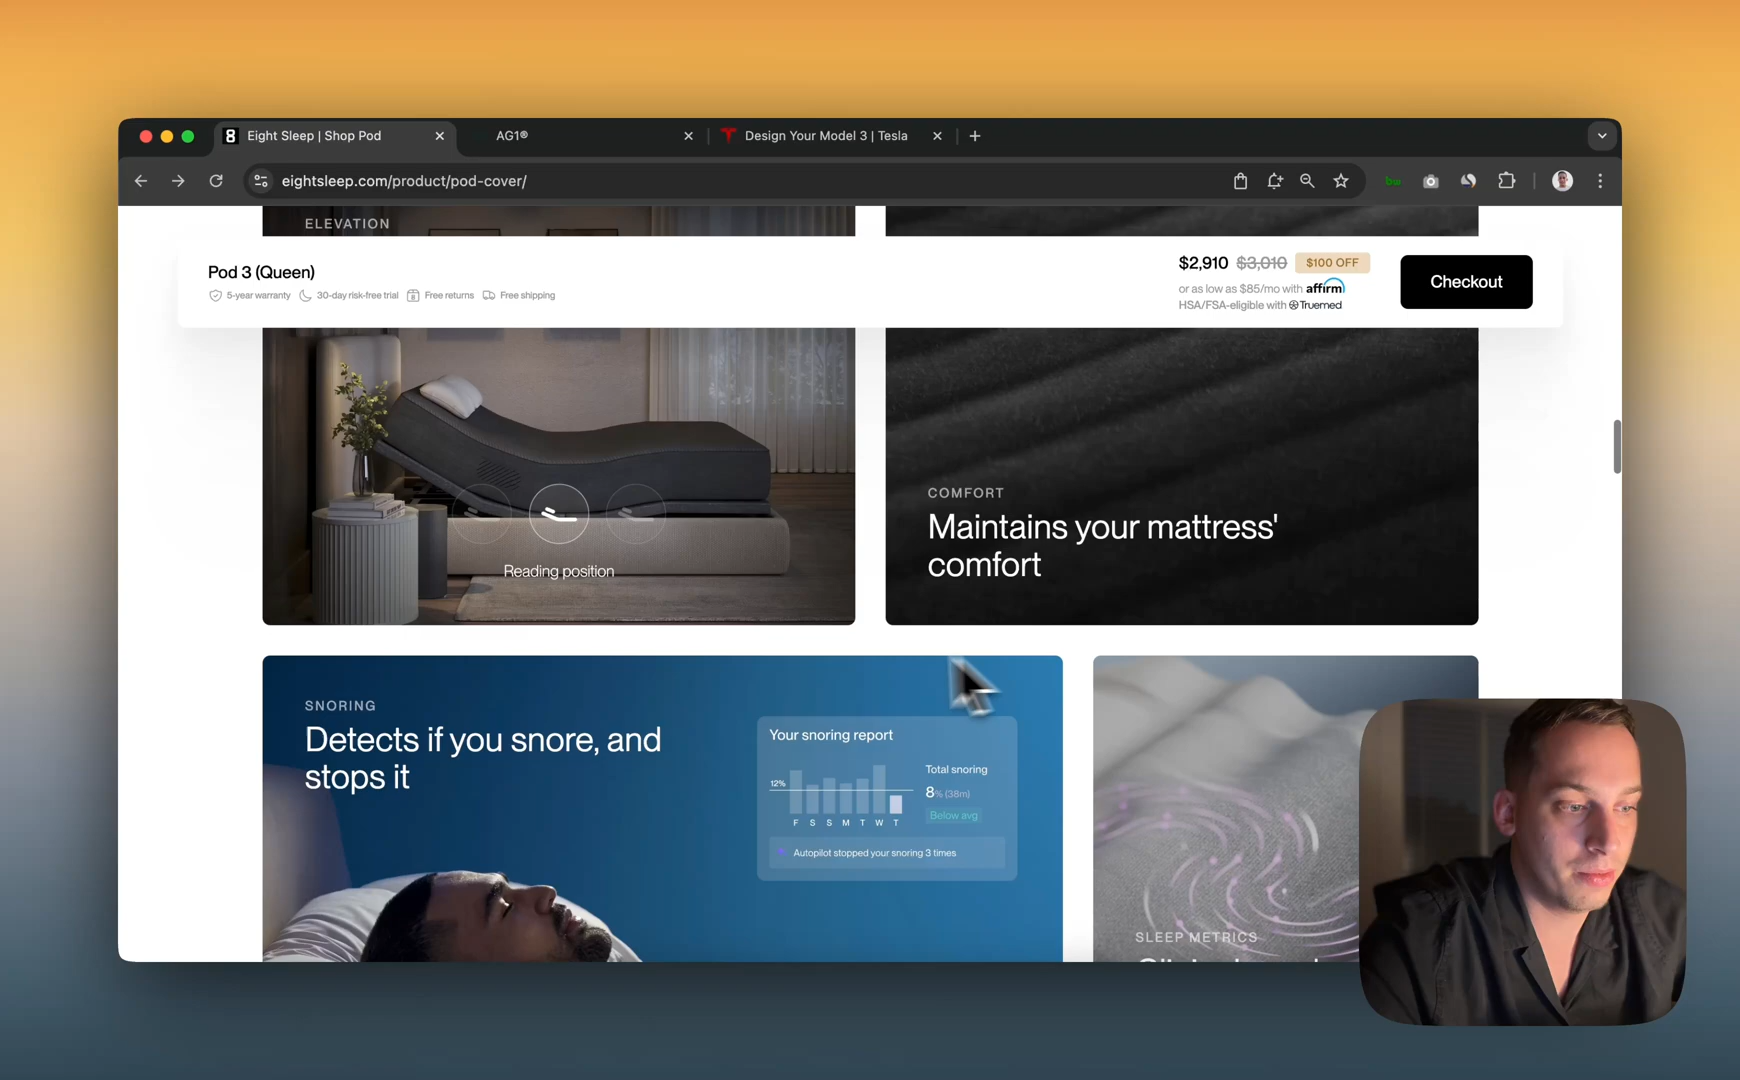 Eight Sleep | Shop Pod
AG1®
Design Your Model 3 | Tesla
eightsleep.com/product/pod-cover/
bw
ELEVATION
Pod 3 (Queen)
5-year warranty
30-day risk-free trial
Free returns
Free shipping
$2,910 $3,010 $100 OFF
or as low as $85/mo with affirm
HSA/FSA-eligible with Truemed
Checkout
Reading position
COMFORT
Maintains your mattress'
comfort
SNORING
Detects if you snore, and
stops it
Your snoring report
12%
F S S M T W T
Total snoring
8% (38m)
Below avg
Autopilot stopped your snoring 3 times
SLEEP METRICS